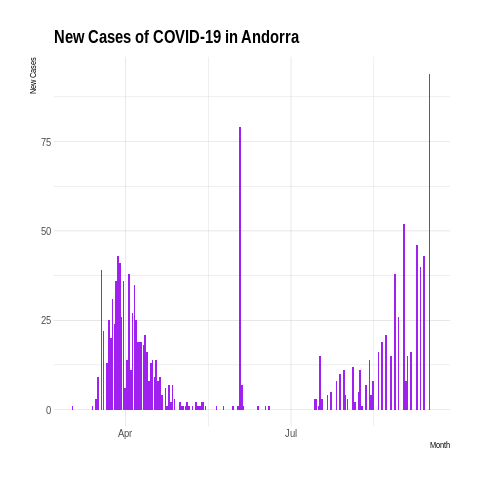 New Cases of COVID-19 in Andorra
New Cases
75
50
25
0
Apr
Jul
Month